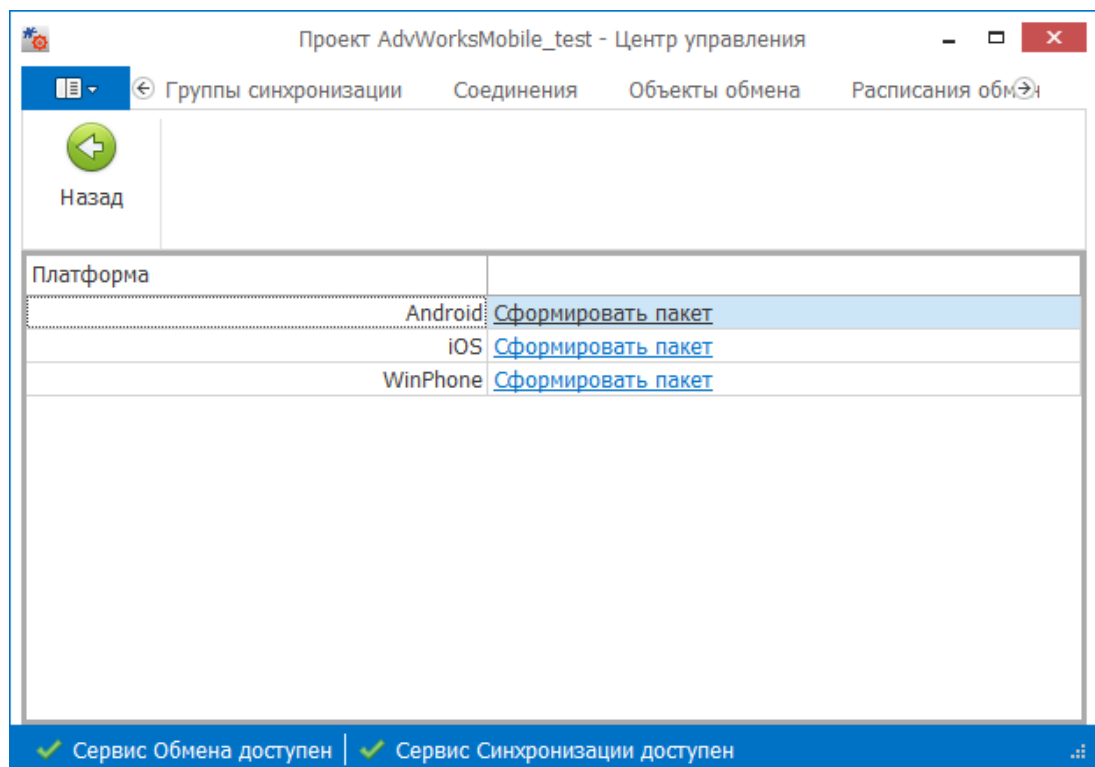 Проект AdvWorksMobile_test - Центр управления
Группы синхронизации Соединения Объекты обмена Расписания
Назад
Платформа
Android Сформировать пакет
iOS Сформировать пакет
WinPhone Сформировать пакет
Сервис Обмена доступен Сервис Синхронизации доступен